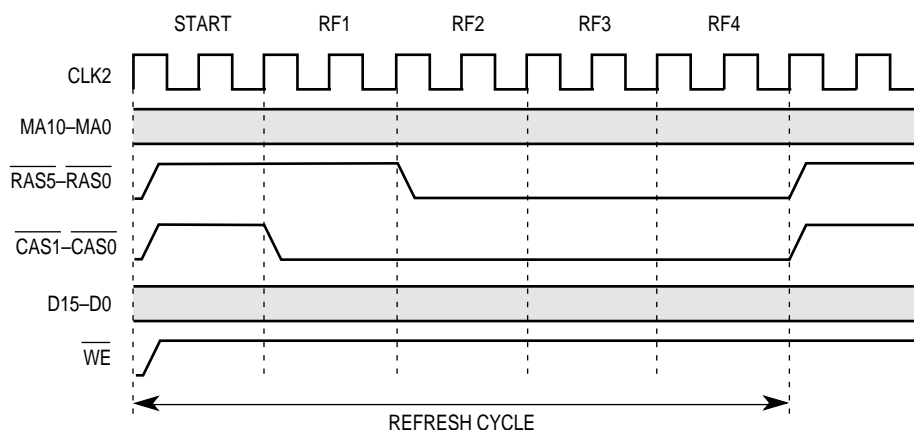 START RF1 RF2 RF3 RF4
CLK2
MA10–MA0
RAS5–RAS0
CAS1–CAS0
D15–D0
WE
REFRESH CYCLE